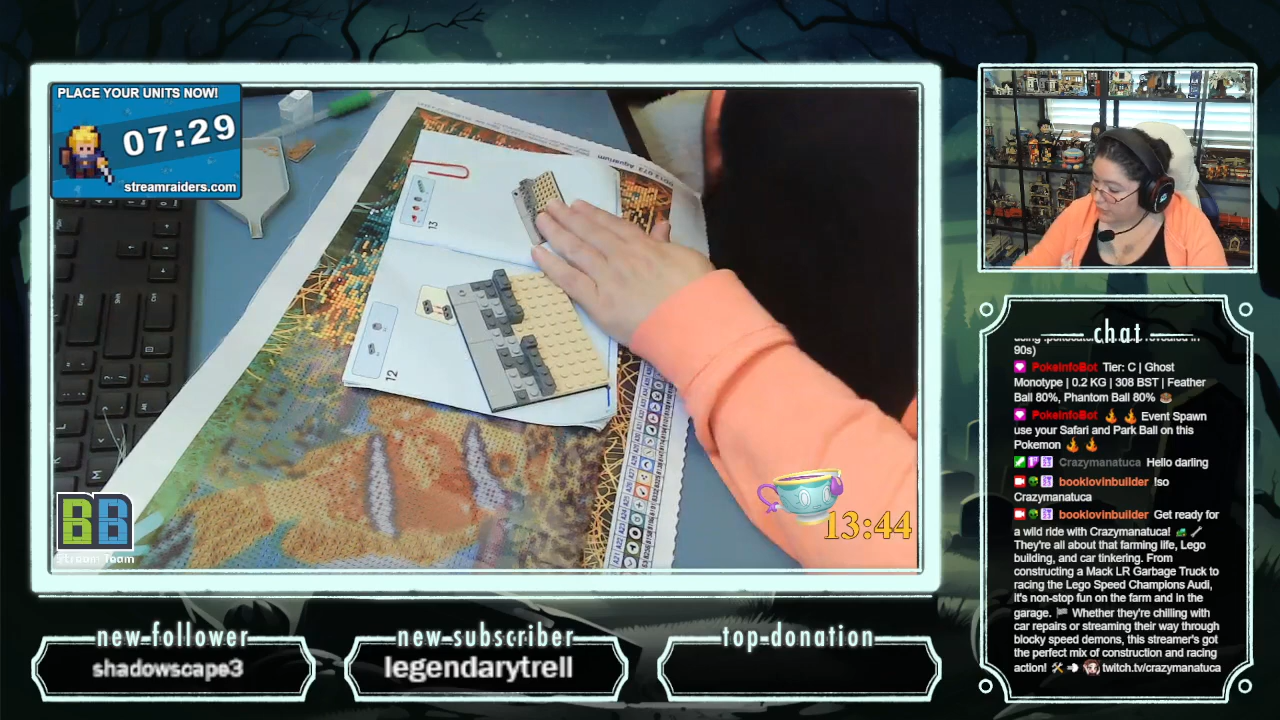 PLACE YOUR UNITS NOW!
07:29
streamraiders.com
13
12
BB
Stream Team
13:44
chat
90s)
PokeInfoBot Tier: C | Ghost
Monotype | 0.2 KG | 308 BST | Feather
Ball 80%, Phantom Ball 80%
PokeInfoBot 🔥 🔥 Event Spawn
use your Safari and Park Ball on this
Pokemon 🔥 🔥
Crazymanatuca Hello darling
booklovinbuilder !so
Crazymanatuca
booklovinbuilder Get ready for
a wild ride with Crazymanatuca! 🚜 🔧
They're all about that farming life, Lego
building, and car tinkering. From
constructing a Mack LR Garbage Truck to
racing the Lego Speed Champions Audi,
it's non-stop fun on the farm and in the
garage. 🏁 Whether they're chilling with
car repairs or streaming their way through
blocky speed demons, this streamer's got
the perfect mix of construction and racing
action! 🛠 twitch.tv/crazymanatuca
new follower
shadowscape3
new subscriber
legendarytrell
top donation